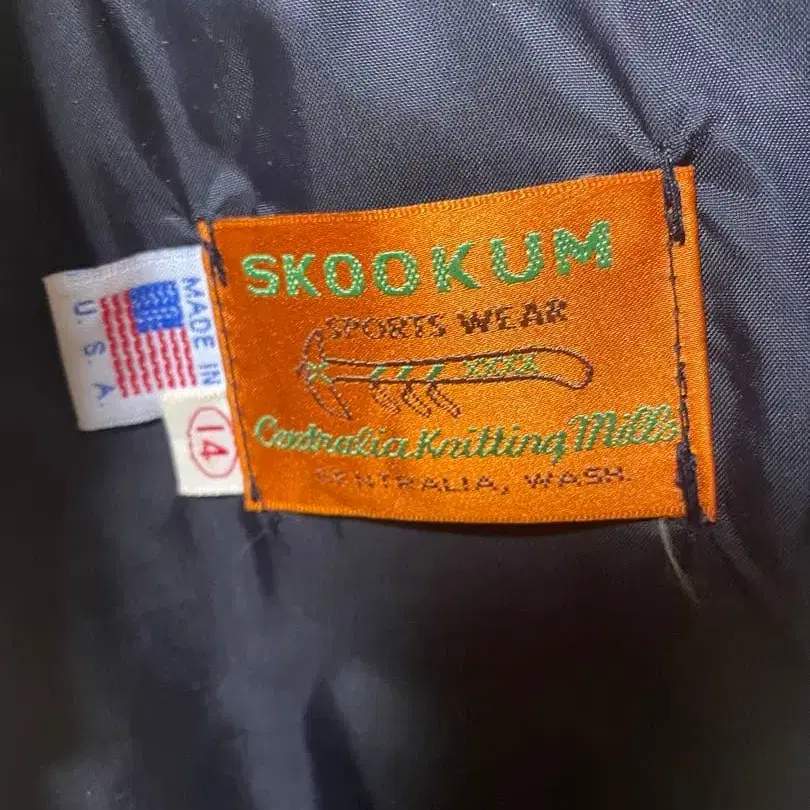 SKOOKUM
SPORTS WEAR
Centralia Knitting Mills
CENTRALIA, WASH.
MADE IN
U.S.A.
14